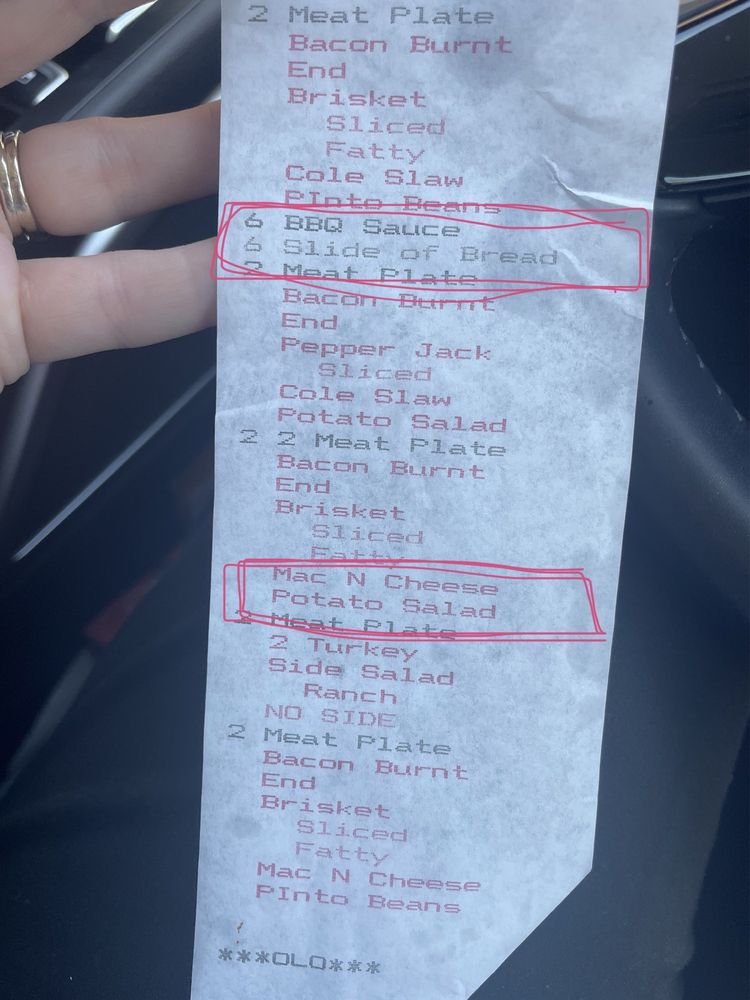 2 Meat Plate
Bacon Burnt
End
Brisket
Sliced
Fatty
Cole Slaw
PInto Beans
6 BBQ Sauce
6 Slide of Bread
2 Meat Plate
Bacon Burnt
End
Pepper Jack
Sliced
Cole Slaw
Potato Salad
2 2 Meat Plate
Bacon Burnt
End
Brisket
Sliced
Fatty
Mac N Cheese
Potato Salad
2 Meat Plate
2 Turkey
Side Salad
Ranch
NO SIDE
2 Meat Plate
Bacon Burnt
End
Brisket
Sliced
Fatty
Mac N Cheese
PInto Beans
***OLO***